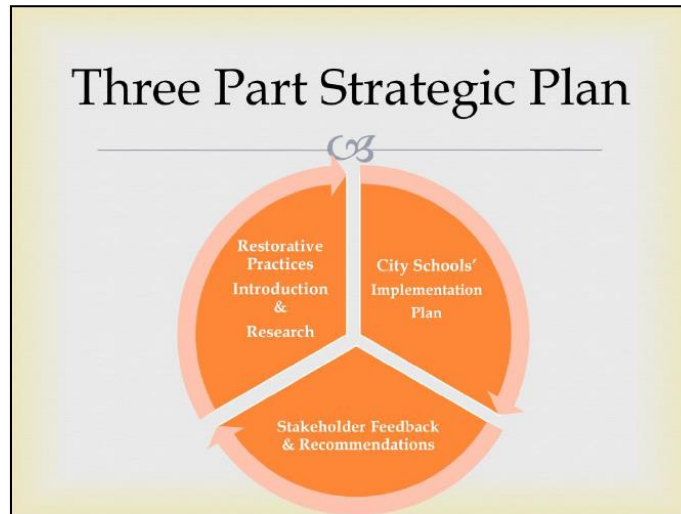 Three Part Strategic Plan
Restorative
Practices
Introduction
&
Research
City Schools’
Implementation
Plan
Stakeholder Feedback
& Recommendations